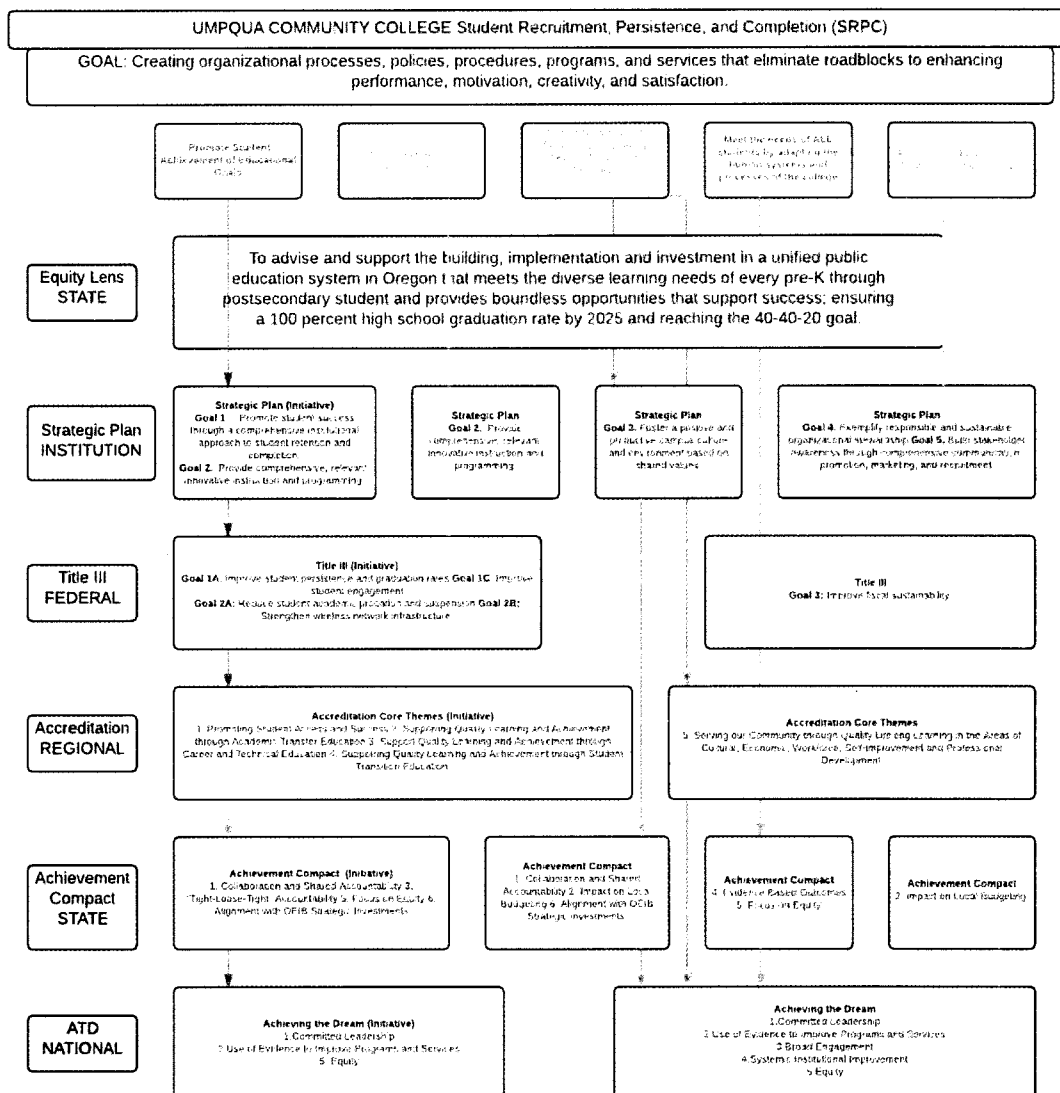 UMPQUA COMMUNITY COLLEGE Student Recruitment, Persistence, and Completion (SRPC)
GOAL: Creating organizational processes, policies, procedures, programs, and services that eliminate roadblocks to enhancing
performance, motivation, creativity, and satisfaction.
Promote Student
Achievement of Educational
Goals
Meet the needs of ALL
students by adapting the
human systems and
processes of the college
Equity Lens
STATE
To advise and support the building, implementation and investment in a unified public
education system in Oregon that meets the diverse learning needs of every pre-K through
postsecondary student and provides boundless opportunities that support success; ensuring
a 100 percent high school graduation rate by 2025 and reaching the 40-40-20 goal.
Strategic Plan
INSTITUTION
Strategic Plan (Initiative)
Goal 1. Promote student success
through a comprehensive institutional
approach to student retention and
completion
Goal 2. Provide comprehensive, relevant
innovative instruction and programming
Strategic Plan
Goal 2. Provide
comprehensive, relevant
innovative instruction and
programming
Strategic Plan
Goal 3. Foster a positive and
productive campus culture
and environment based on
shared values
Strategic Plan
Goal 4. Exemplify responsible and sustainable
organizational stewardship Goal 5. Build stakeholder
awareness through comprehensive communication
promotion, marketing, and recruitment
Title III
FEDERAL
Title III (Initiative)
Goal 1A: Improve student persistence and graduation rates Goal 1C: Improve
student engagement
Goal 2A: Reduce student academic probation and suspension Goal 2B:
Strengthen wireless network infrastructure
Title III
Goal 3: Improve fiscal sustainability
Accreditation
REGIONAL
Accreditation Core Themes (Initiative)
1. Promoting Student Access and Success 2. Supporting Quality Learning and Achievement
through Academic Transfer Education 3. Support Quality Learning and Achievement through
Career and Technical Education 4. Supporting Quality Learning and Achievement through Student
Transition Education
Accreditation Core Themes
5. Serving our Community through Quality Lifelong Learning in the Areas of
Cultural, Economic, Workforce, Self-Improvement and Professional
Development
Achievement
Compact
STATE
Achievement Compact (Initiative)
1. Collaboration and Shared Accountability 3.
"Tight-Loose-Tight" Accountability 5. Focus on Equity 6.
Alignment with OEIB Strategic Investments
Achievement Compact
1. Collaboration and Shared
Accountability 2. Impact on Local
Budgeting 6. Alignment with OEIB
Strategic Investments
Achievement Compact
4. Evidence Based Outcomes
5. Focus on Equity
Achievement Compact
2. Impact on Local Budgeting
ATD
NATIONAL
Achieving the Dream (Initiative)
1.Committed Leadership
2.Use of Evidence to Improve Programs and Services
5. Equity
Achieving the Dream
1.Committed Leadership
2.Use of Evidence to Improve Programs and Services
3.Broad Engagement
4.Systemic Institutional Improvement
5.Equity